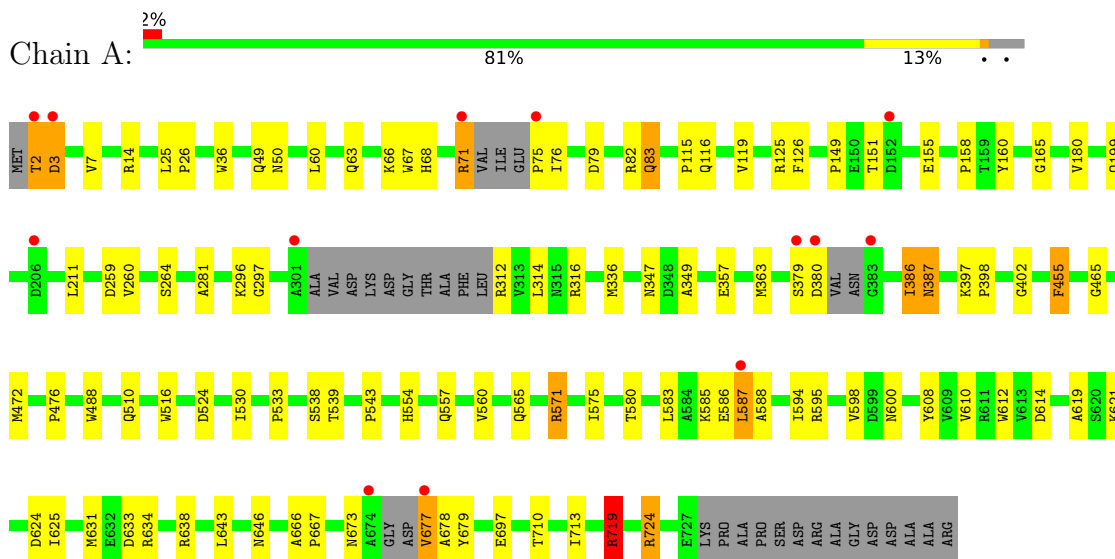 2%
Chain A:
81% 13% • •
MET T2 D3 V7 R14 L25 P26 W36 Q49 N50 L60 Q63 K66 W67 H68 R71 VAL ILE GLU P75 I76 D79 R82 Q83 P115 Q116 V119 R125 F126 P149 E150 T151 D152 E155 P158 T159 Y160 G165 V180
D206 L211 D259 V260 S264 A281 K296 G297 A301 ALA VAL ASP LYS ASP GLY THR ALA PHE LEU R312 V313 L314 N315 R316 M336 N347 D348 A349 E357 M363 S379 D380 VAL ASN G383 I386 N387 K397 P398 G402 F455 G465
M472 P476 W488 Q510 W516 D524 I530 P533 S538 T539 P543 H554 Q557 V560 Q565 R571 I575 T580 L583 A584 K585 E586 L587 A588 I594 R595 V598 D599 N600 Y608 V609 V610 R611 W612 V613 D614 A619 S620
D624 I625 M631 E632 D633 R634 R638 L643 N646 A666 P667 N673 A674 GLY ASP V677 A678 Y679 E697 T710 I713 R719 R724 E727 LYS PRO ALA PRO SER ASP ARG ALA GLY ASP ASP ALA ALA ARG